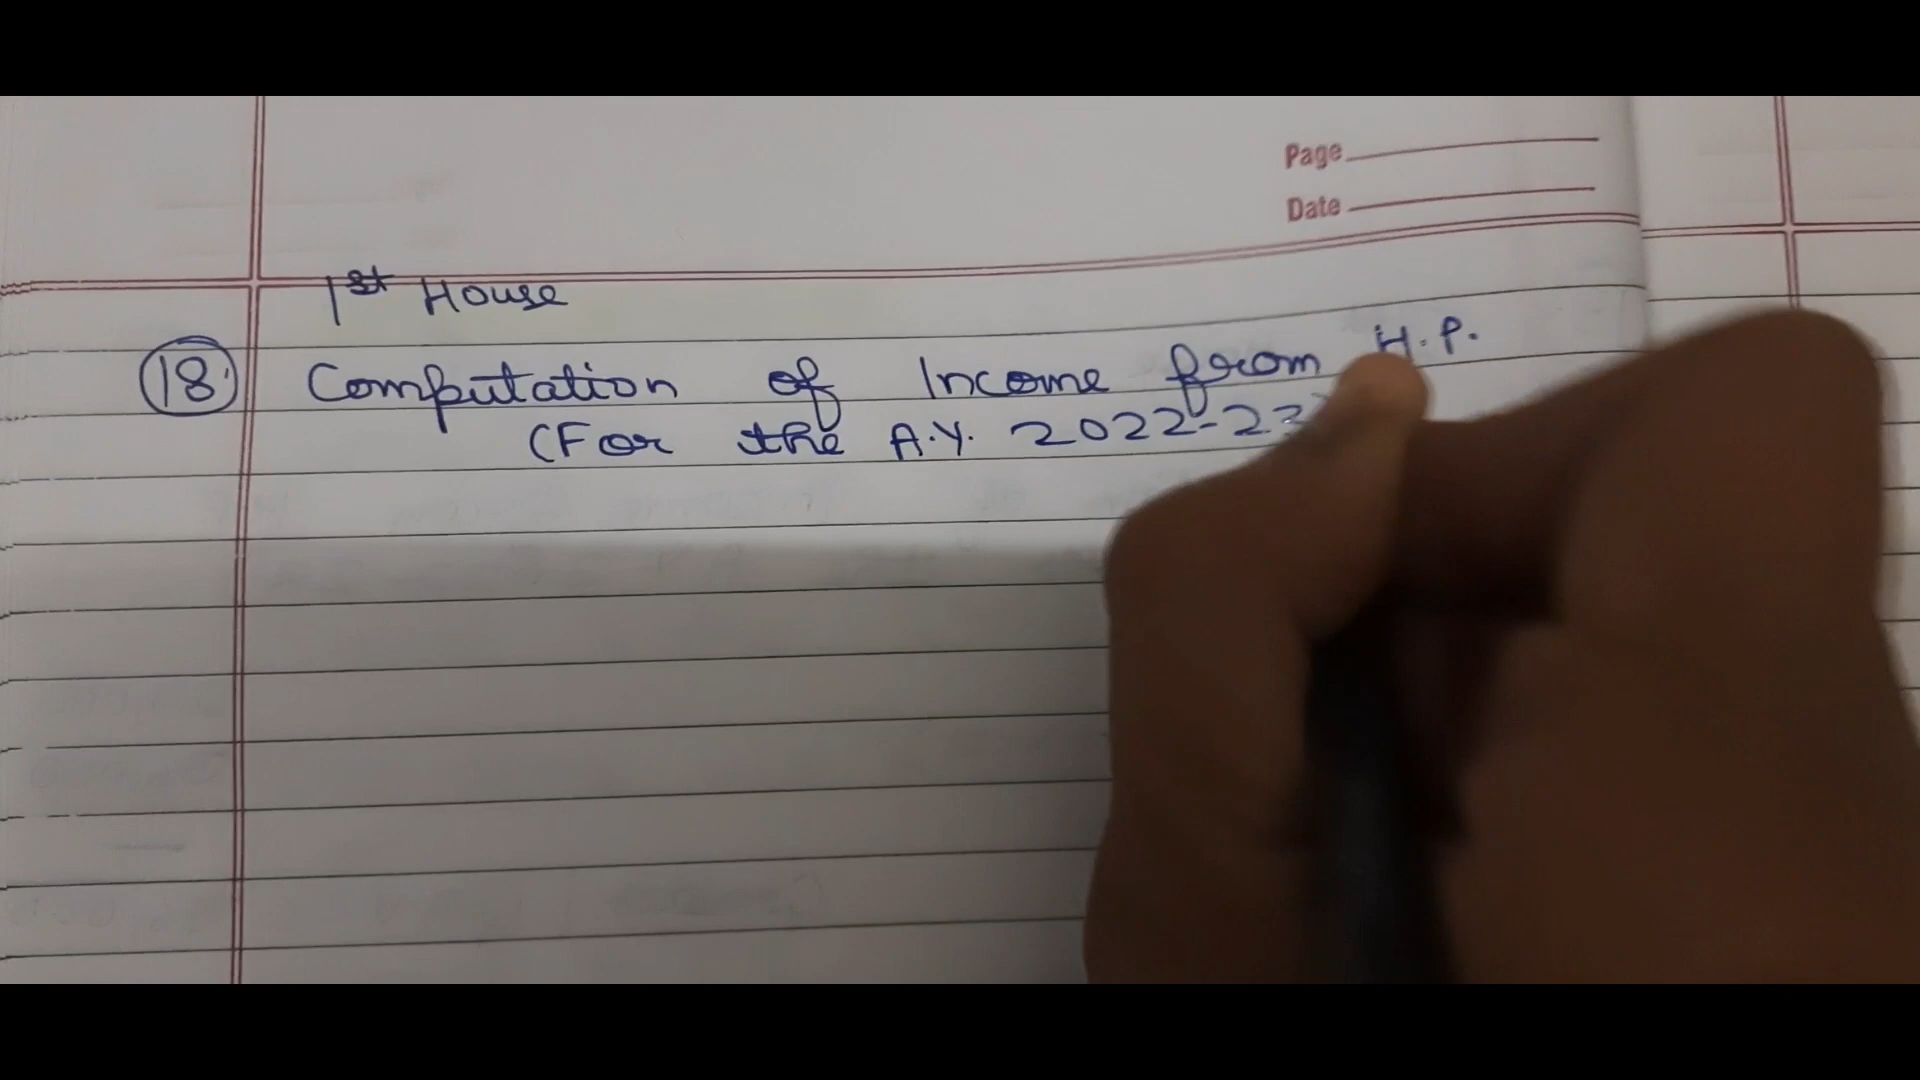 Page
Date
1st House
18. Computation of Income from H.P.
(For the A.Y. 2022-23)